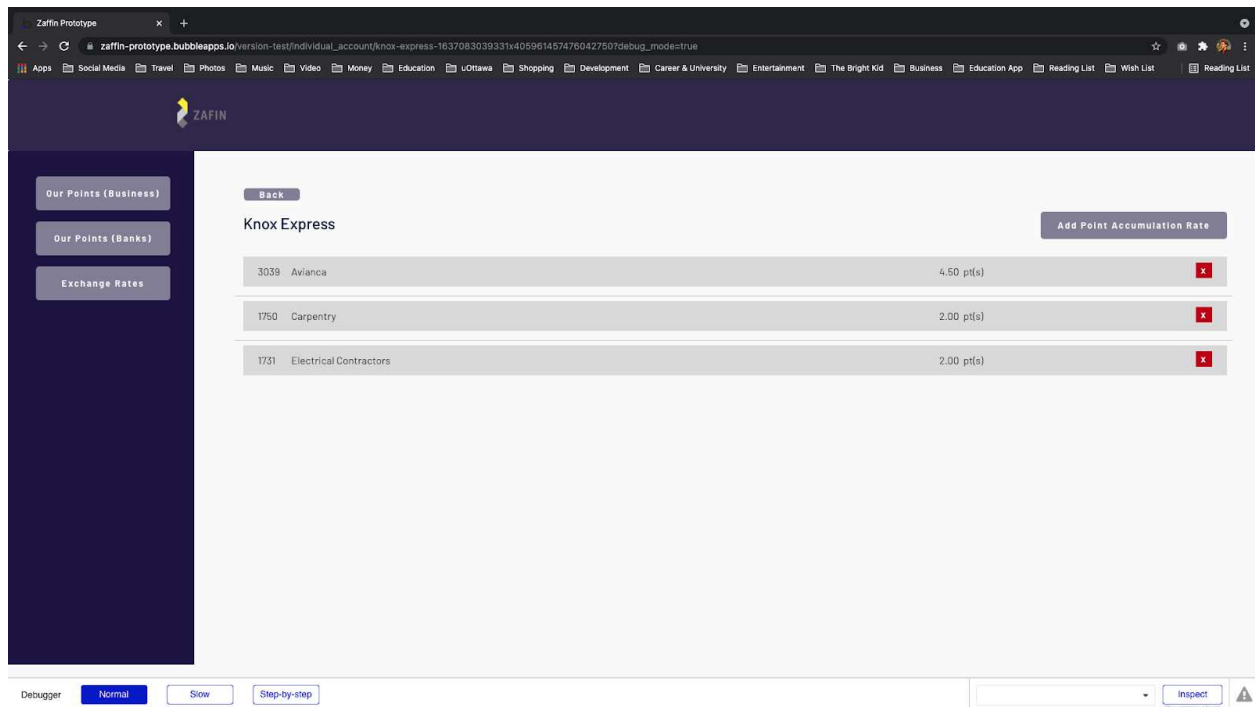 Zaffin Prototype
zaffin-prototype.bubbleapps.io/version-test/individual_account/knox-express-1637083039331x405961457476042750?debug_mode=true
Apps Social Media Travel Photos Music Video Money Education uOttawa Shopping Development Career & University Entertainment The Bright Kid Business Education App Reading List Wish List Reading List
ZAFIN
Our Points (Business)
Our Points (Banks)
Exchange Rates
Back
Knox Express
Add Point Accumulation Rate
3039 Avianca 4.50 pt(s) x
1750 Carpentry 2.00 pt(s) x
1731 Electrical Contractors 2.00 pt(s) x
Debugger Normal Slow Step-by-step Inspect